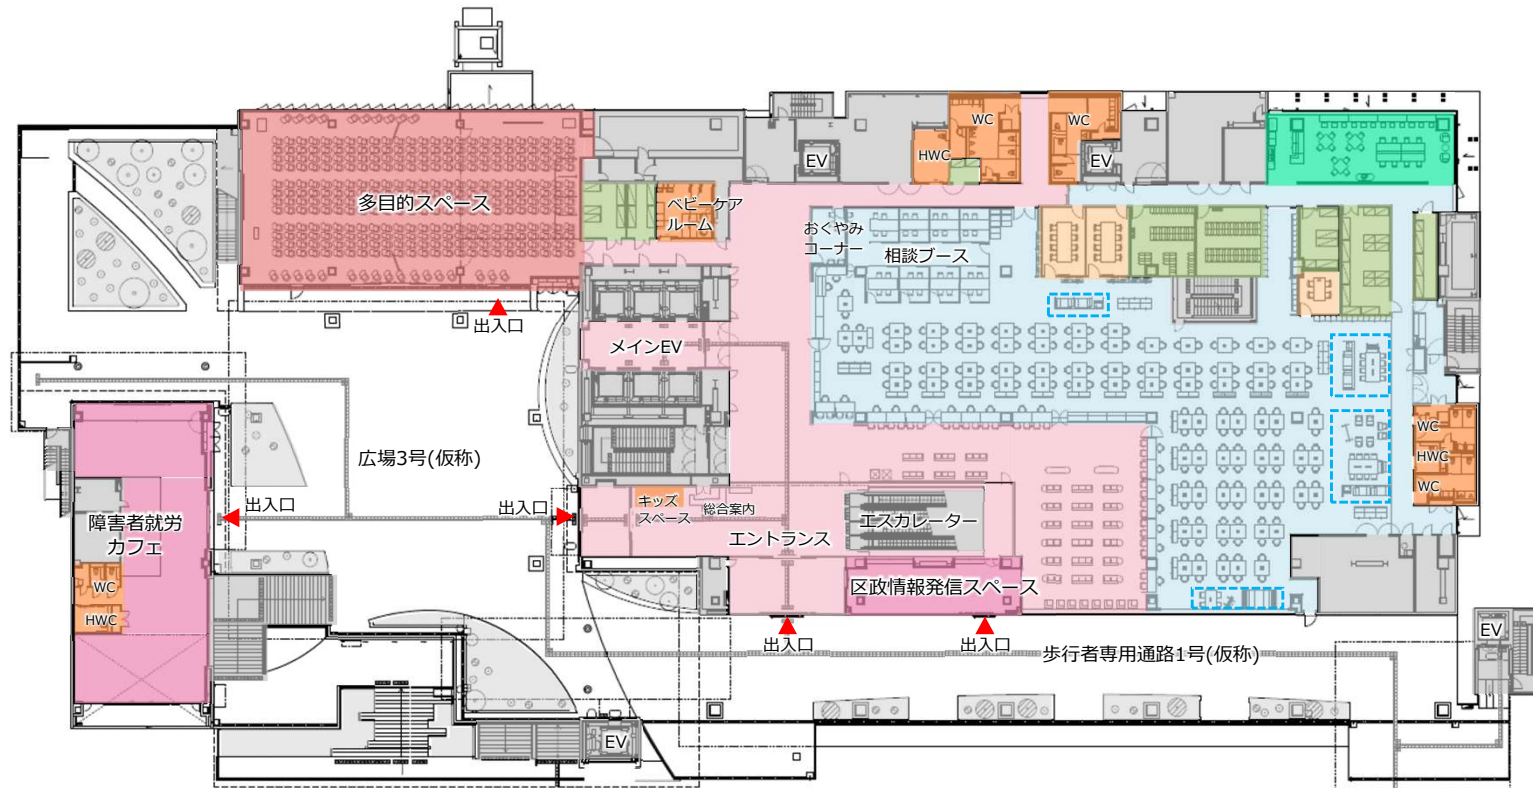 WC
WC
HWC
EV
EV
多目的スペース
ベビーケア
ルーム
おくやみ
コーナー
相談ブース
出入口
メインEV
広場3号(仮称)
出入口
出入口
キッズ
スペース
総合案内
エントランス
エスカレーター
WC
HWC
WC
障害者就労
カフェ
WC
HWC
区政情報発信スペース
出入口
出入口
歩行者専用通路1号(仮称)
EV
EV